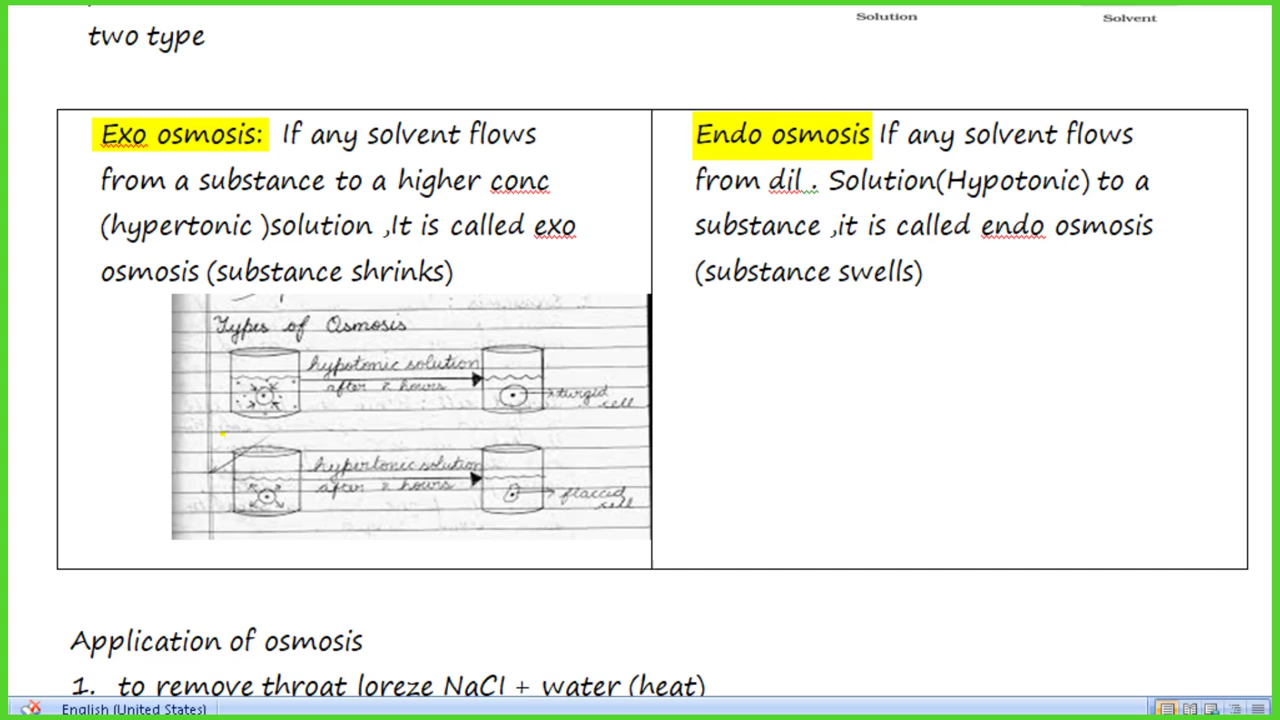 Solution
Solvent
two type
Exo osmosis: If any solvent flows
from a substance to a higher conc
(hypertonic )solution ,It is called exo
osmosis (substance shrinks)
Types of Osmosis
hypotonic solution
after 2 hours
turgid
cell
hypertonic solution
after 2 hours
flaccid
cell
Endo osmosis If any solvent flows
from dil . Solution(Hypotonic) to a
substance ,it is called endo osmosis
(substance swells)
Application of osmosis
1. to remove throat loreze NaCl + water (heat)
English (United States)